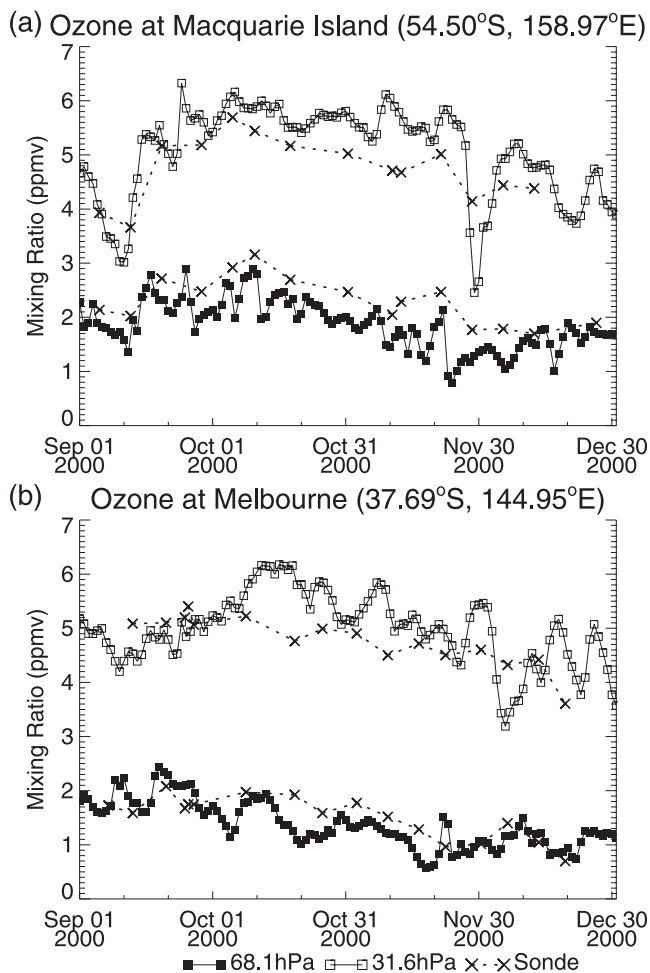 (a) Ozone at Macquarie Island (54.50°S, 158.97°E)
7
6
5
4
3
2
1
0
Mixing Ratio (ppmv)
Sep 01 Oct 01 Oct 31 Nov 30 Dec 30
2000 2000 2000 2000 2000
(b) Ozone at Melbourne (37.69°S, 144.95°E)
7
6
5
4
3
2
1
0
Mixing Ratio (ppmv)
Sep 01 Oct 01 Oct 31 Nov 30 Dec 30
2000 2000 2000 2000 2000
68.1hPa 31.6hPa Sonde